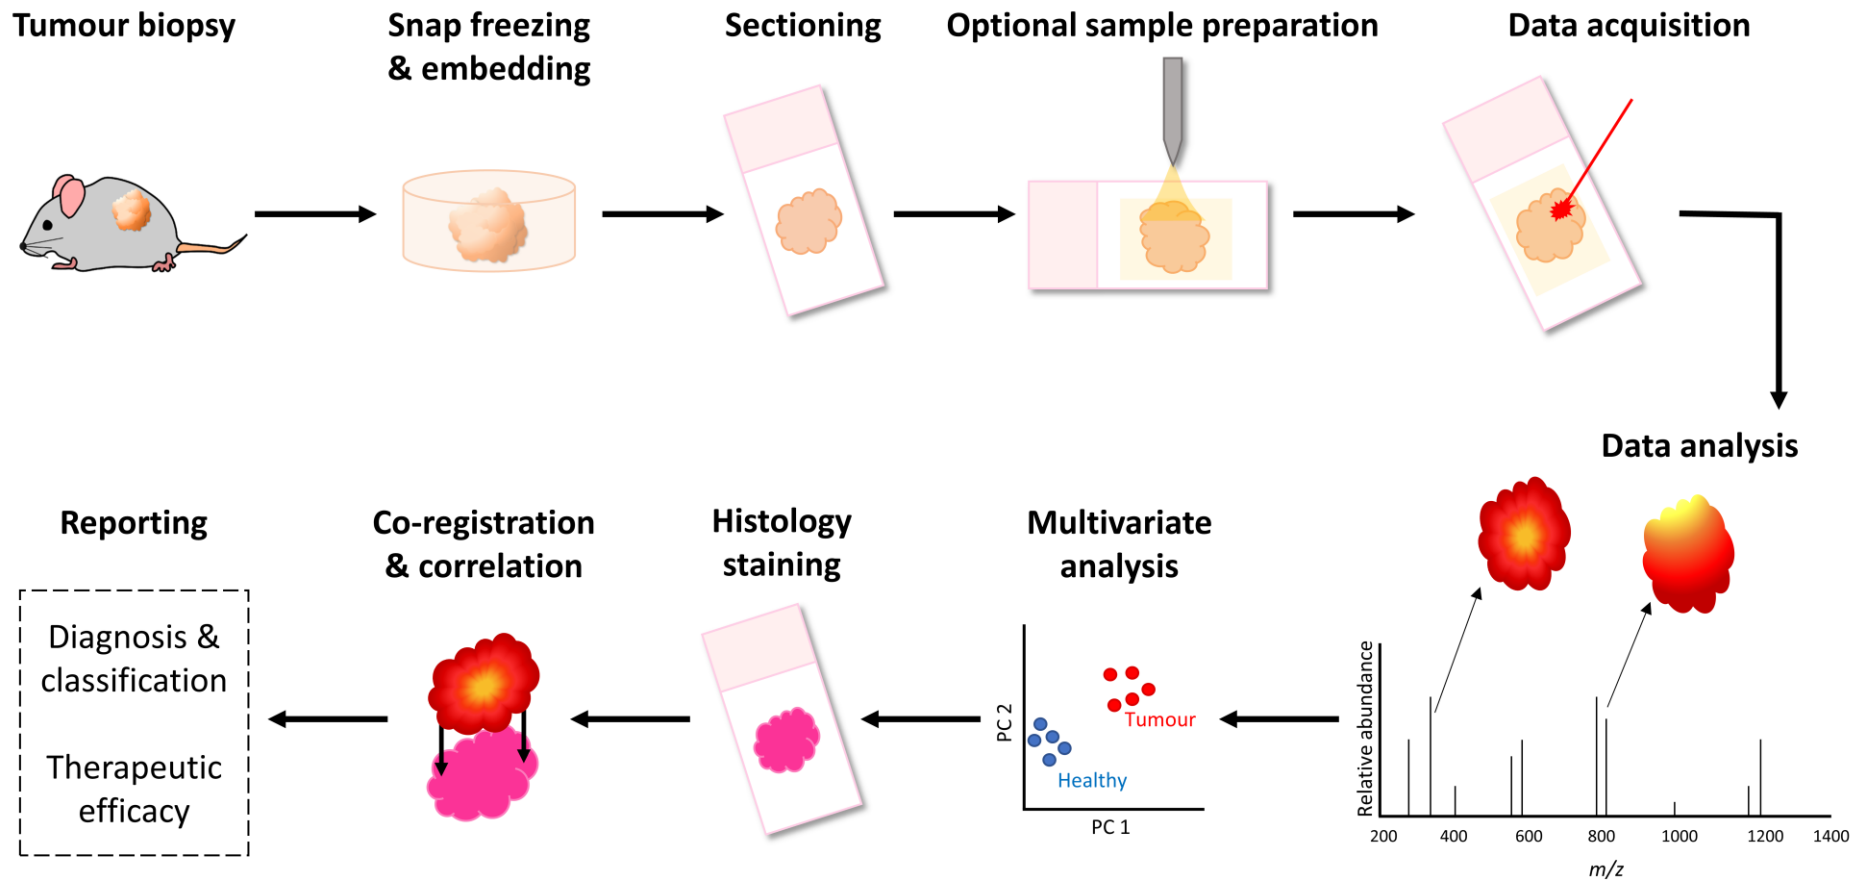 Tumour biopsy
Snap freezing
& embedding
Sectioning
Optional sample preparation
Data acquisition
Data analysis
Relative abundance
200 400 600 800 1000 1200 1400
m/z
Multivariate
analysis
PC 2
Tumour
Healthy
PC 1
Histology
staining
Co-registration
& correlation
Reporting
Diagnosis &
classification
Therapeutic
efficacy